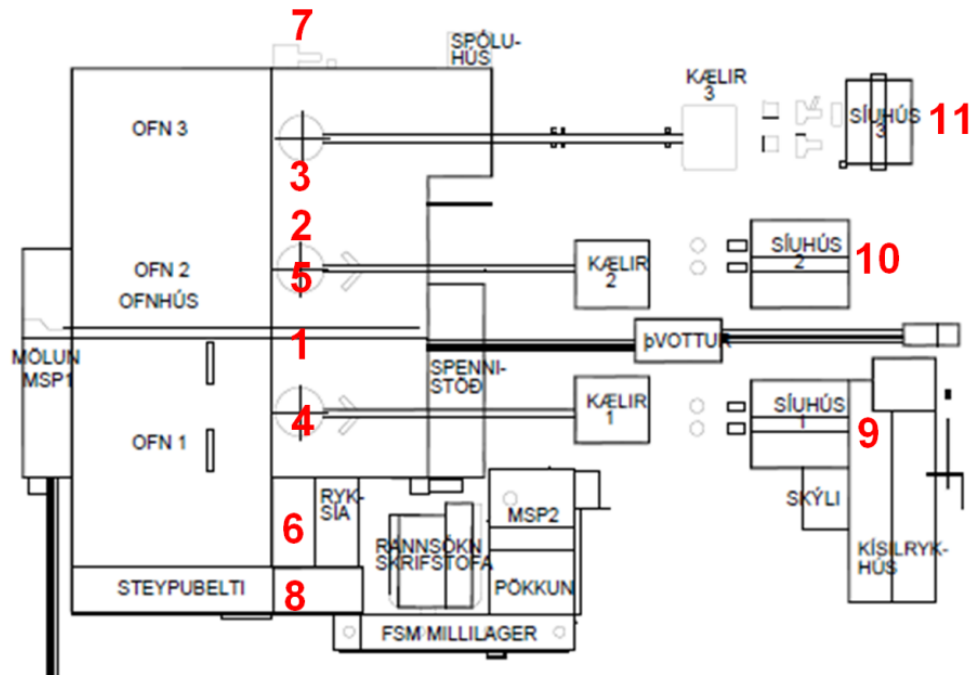 7
SPÓLU-
HÚS
KÆLIR
3
OFN 3
SÍUHÚS
3
11
3
2
OFN 2
5
KÆLIR
2
SÍUHÚS
2
10
OFNHÚS
1
ÞVOTTUR
MÖLUN
MSP1
SPENNI-
STÖÐ
KÆLIR
1
SÍUHÚS
1
9
4
OFN 1
RYK-
SÍA
6
MSP2
SKÝLI
RANNSÓKN
SKRIFSTOFA
KÍSILRYK-
HÚS
STEYPUBELTI
8
PÖKKUN
FSM MILLILAGER